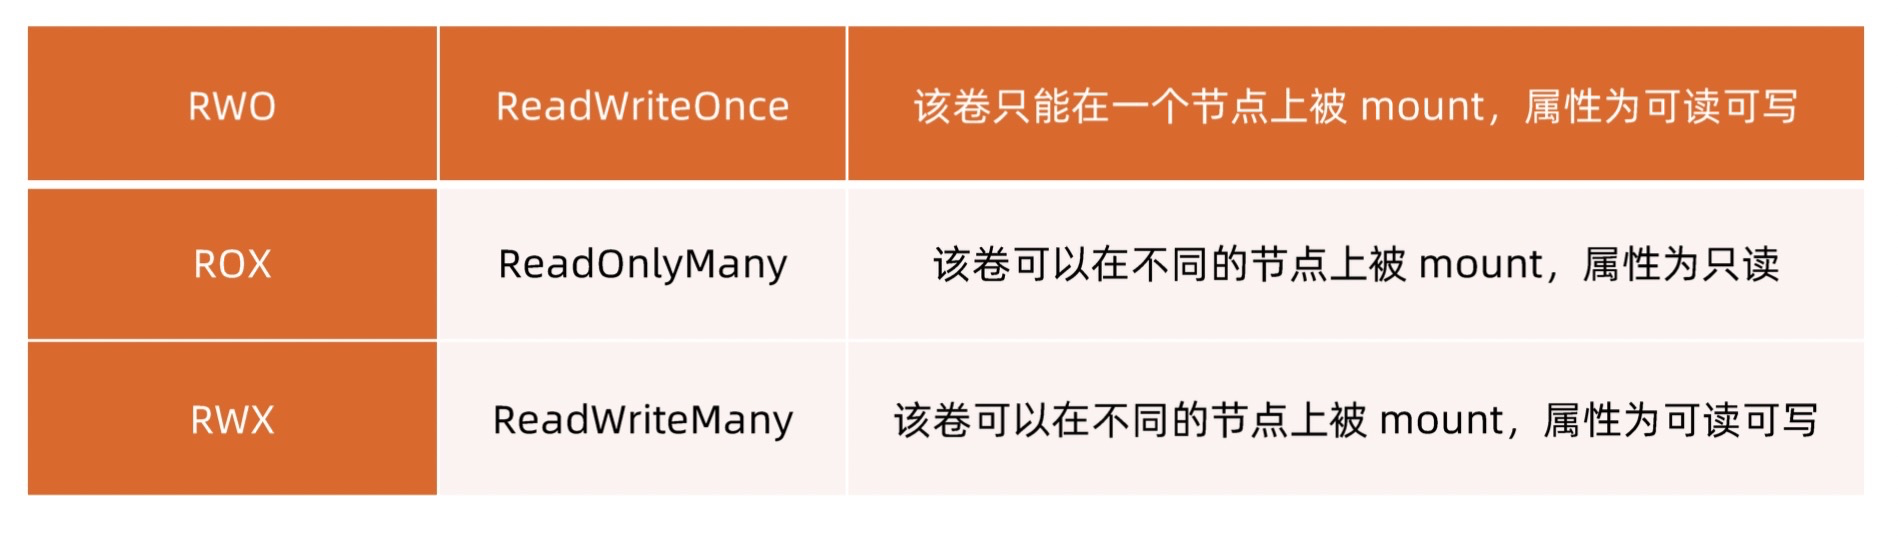 RWO ReadWriteOnce 该卷只能在一个节点上被 mount，属性为可读可写
ROX ReadOnlyMany 该卷可以在不同的节点上被 mount，属性为只读
RWX ReadWriteMany 该卷可以在不同的节点上被 mount，属性为可读可写